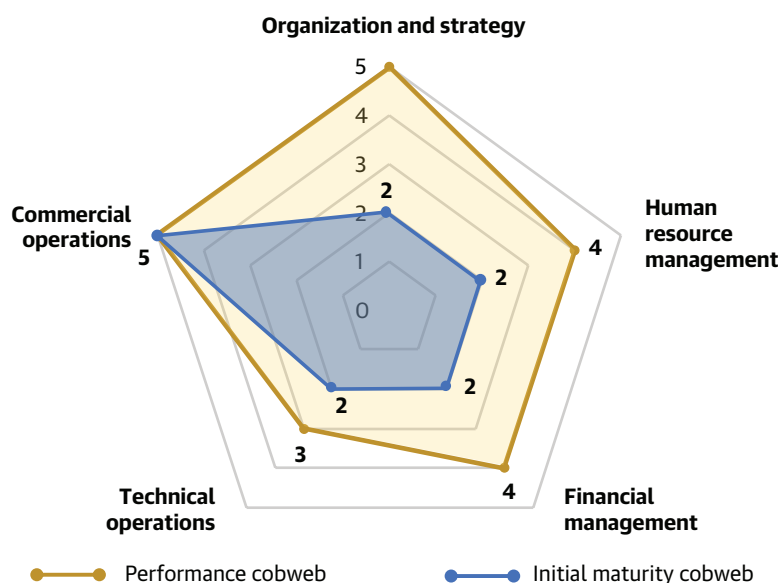 Organization and strategy
5
4
3
2
2
1
0
Commercial
operations
5
Human
resource
management
4
2
2
2
3
4
Technical
operations
Financial
management
Performance cobweb
Initial maturity cobweb